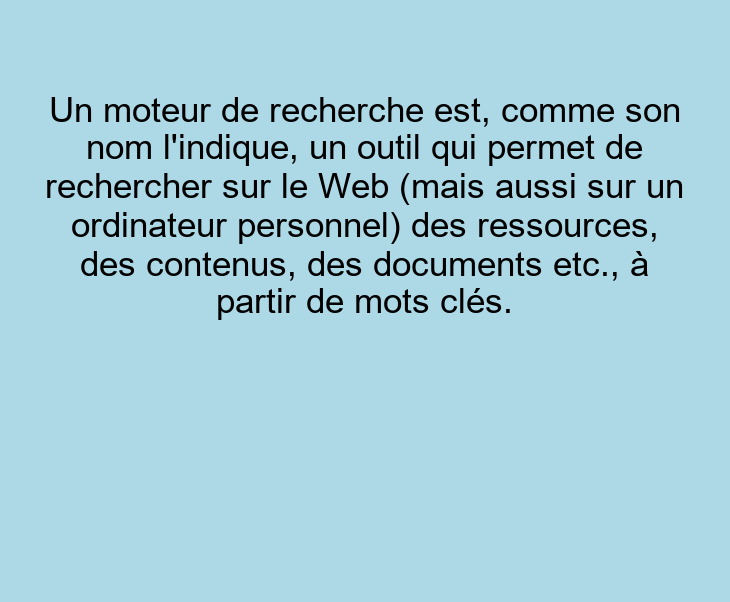 Un moteur de recherche est, comme son
nom l'indique, un outil qui permet de
rechercher sur le Web (mais aussi sur un
ordinateur personnel) des ressources,
des contenus, des documents etc., à
partir de mots clés.